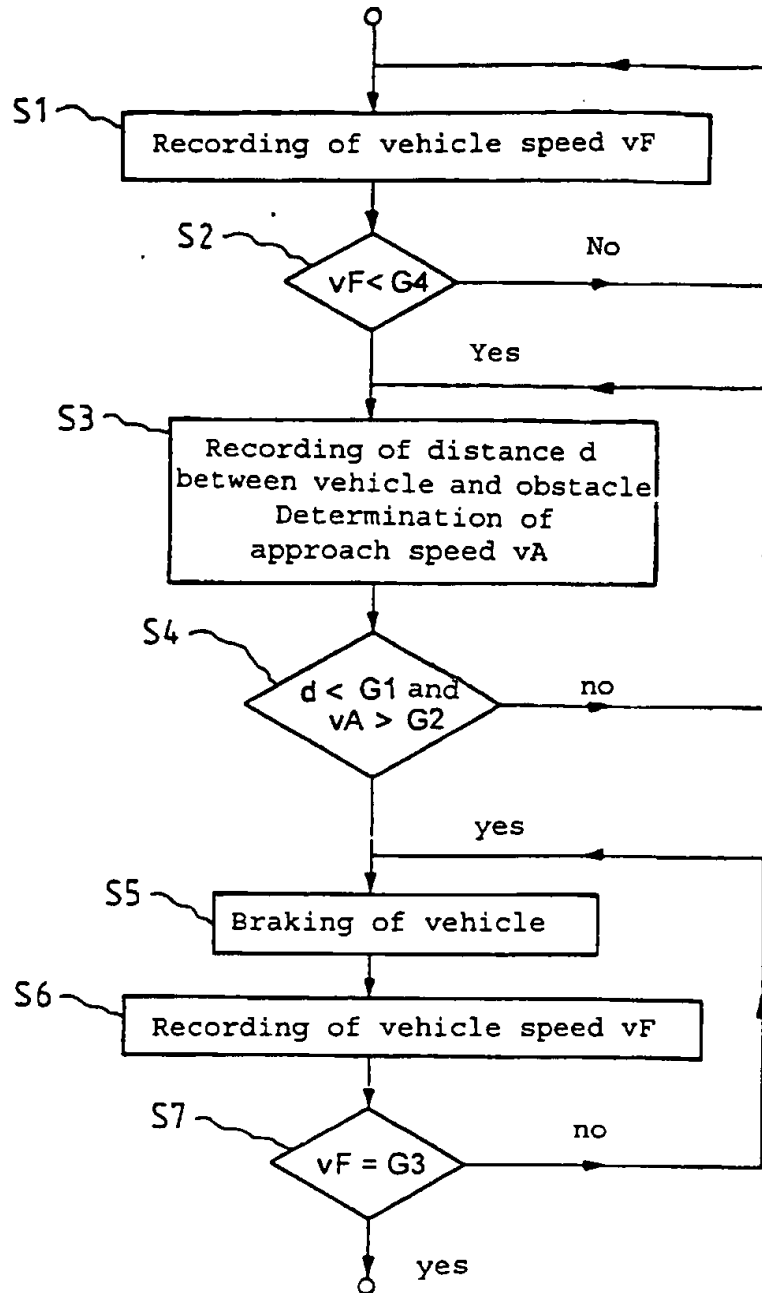 S1
Recording of vehicle speed vF
S2
vF < G4
No
Yes
S3
Recording of distance d
between vehicle and obstacle
Determination of
approach speed vA
S4
d < G1 and
vA > G2
no
yes
S5
Braking of vehicle
S6
Recording of vehicle speed vF
S7
vF = G3
no
yes